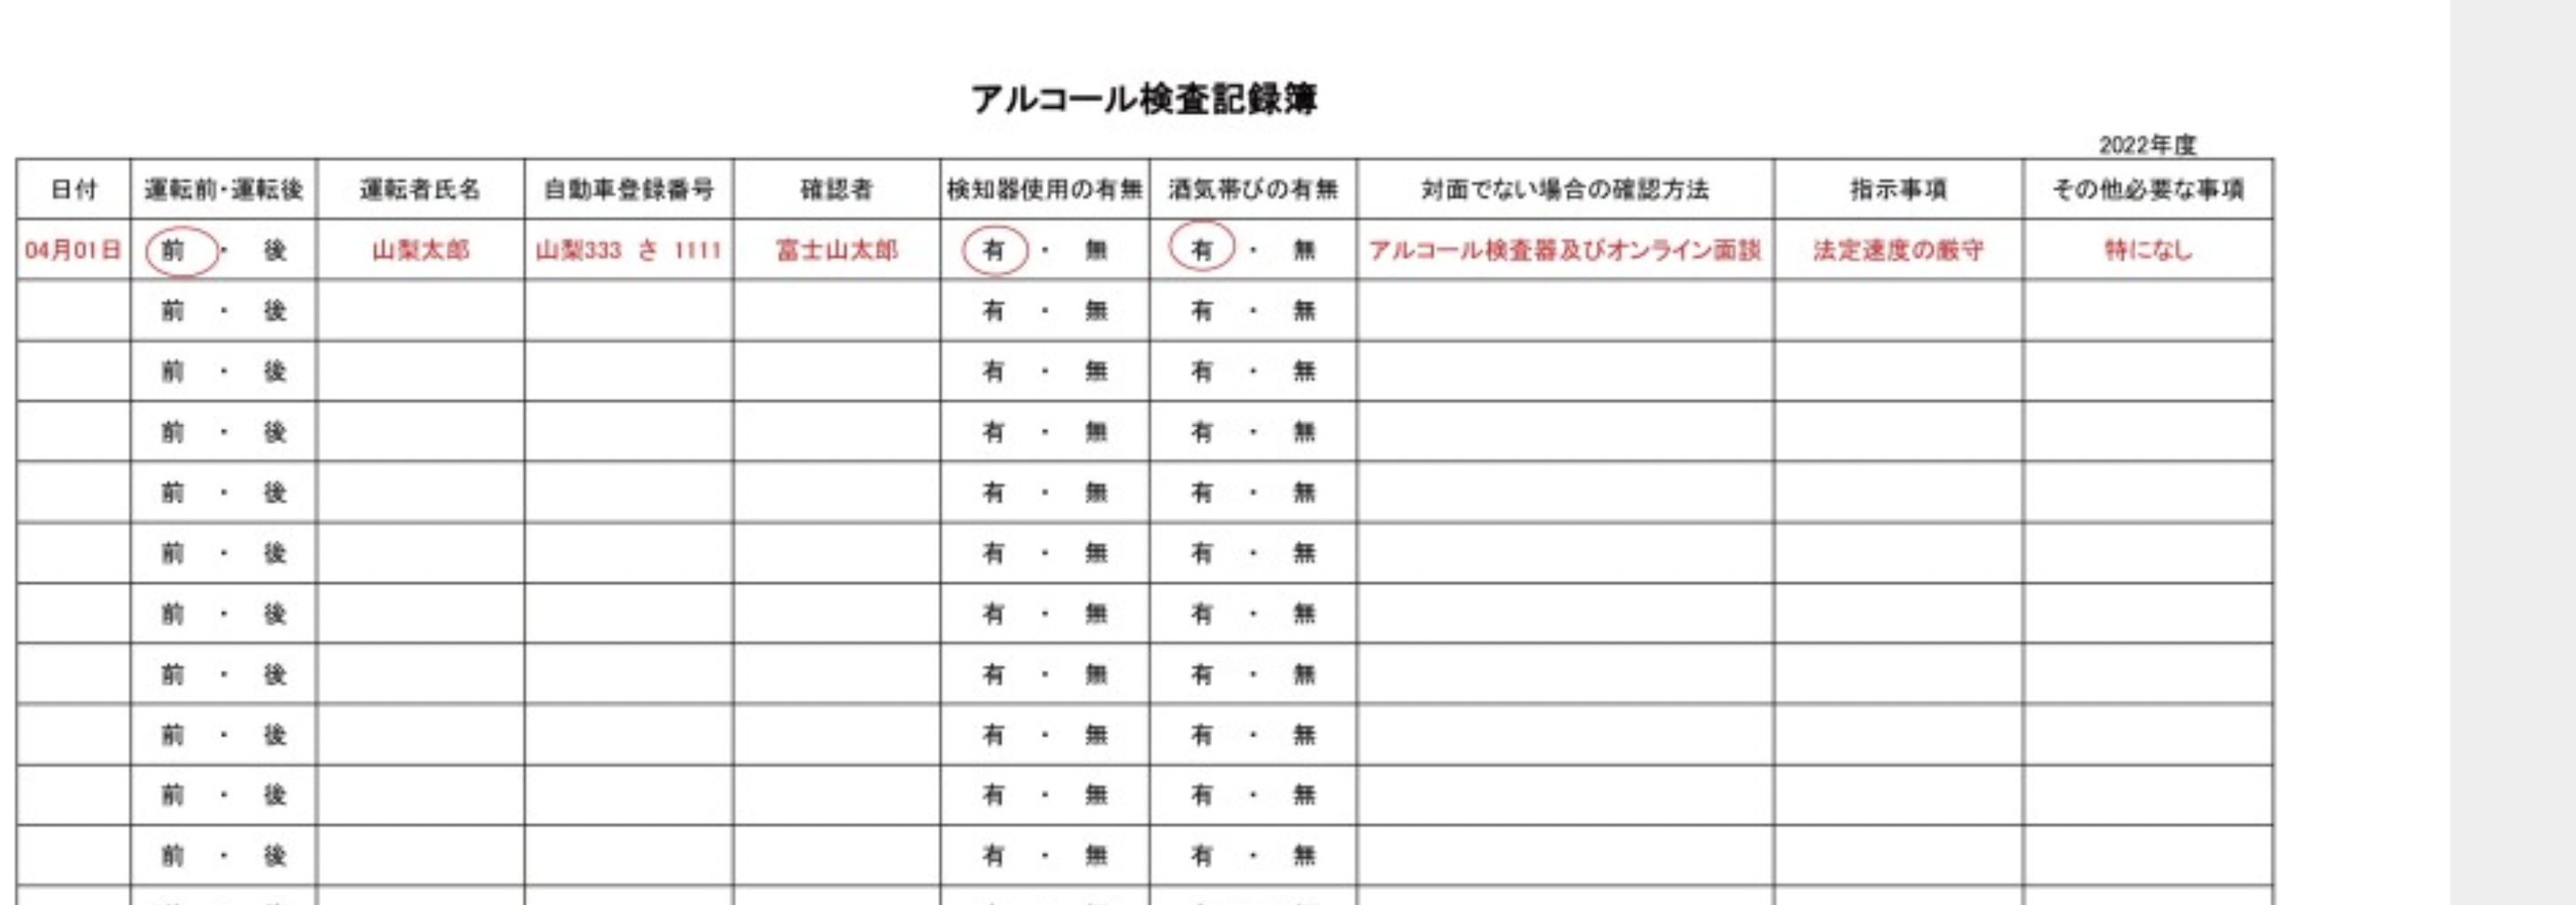 アルコール検査記録簿
2022年度
日付 運転前・運転後 運転者氏名 自動車登録番号 確認者 検知器使用の有無 酒気帯びの有無 対面でない場合の確認方法 指示事項 その他必要な事項
04月01日 前 ・ 後 山梨太郎 山梨333 さ 1111 富士山太郎 有 ・ 無 有 ・ 無 アルコール検査器及びオンライン面談 法定速度の厳守 特になし
前 ・ 後 有 ・ 無 有 ・ 無
前 ・ 後 有 ・ 無 有 ・ 無
前 ・ 後 有 ・ 無 有 ・ 無
前 ・ 後 有 ・ 無 有 ・ 無
前 ・ 後 有 ・ 無 有 ・ 無
前 ・ 後 有 ・ 無 有 ・ 無
前 ・ 後 有 ・ 無 有 ・ 無
前 ・ 後 有 ・ 無 有 ・ 無
前 ・ 後 有 ・ 無 有 ・ 無
前 ・ 後 有 ・ 無 有 ・ 無